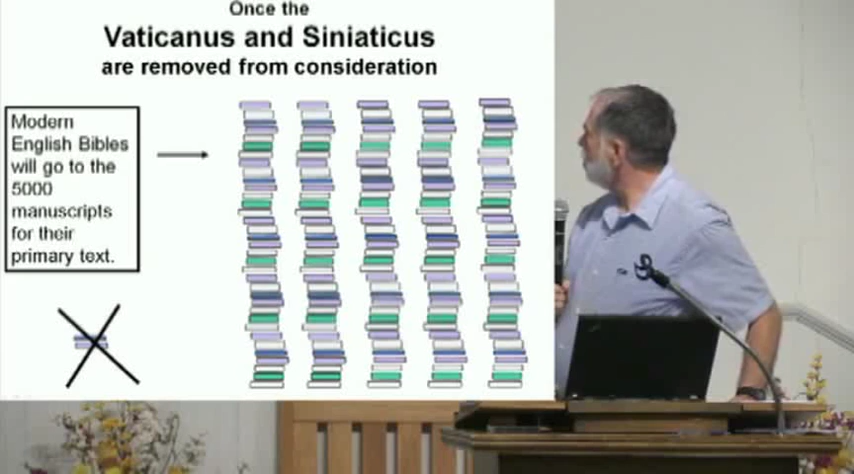 Once the
Vaticanus and Siniaticus
are removed from consideration
Modern
English Bibles
will go to the
5000
manuscripts
for their
primary text.